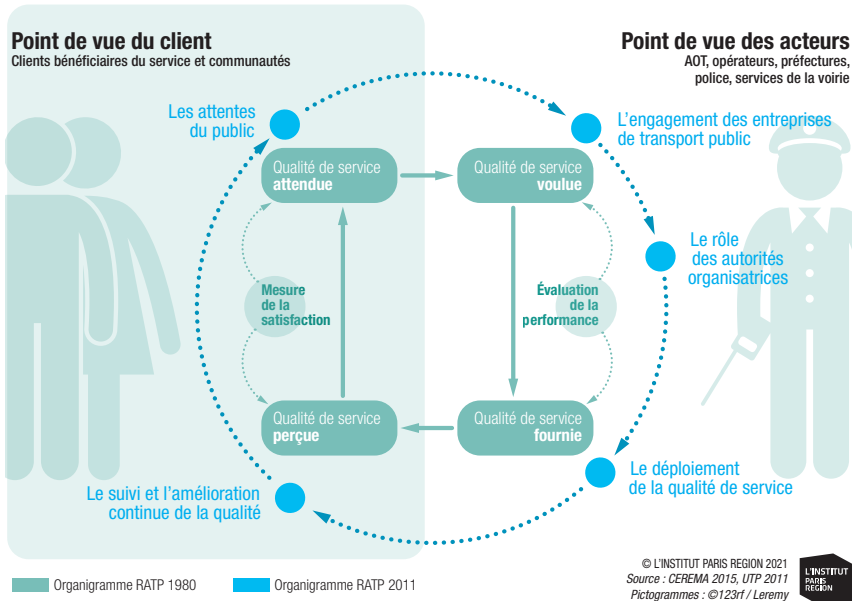 Point de vue du client
Clients bénéficiaires du service et communautés
Point de vue des acteurs
AOT, opérateurs, préfectures,
police, services de la voirie
Les attentes
du public
L'engagement des entreprises
de transport public
Qualité de service
attendue
Qualité de service
voulue
Le rôle
des autorités
organisatrices
Mesure
de la
satisfaction
Évaluation
de la
performance
Qualité de service
perçue
Qualité de service
fournie
Le suivi et l'amélioration
continue de la qualité
Le déploiement
de la qualité de service
Organigramme RATP 1980
Organigramme RATP 2011
© L'INSTITUT PARIS REGION 2021
Source : CEREMA 2015, UTP 2011
Pictogrammes : ©123rf / Leremy
L'INSTITUT
PARIS
REGION